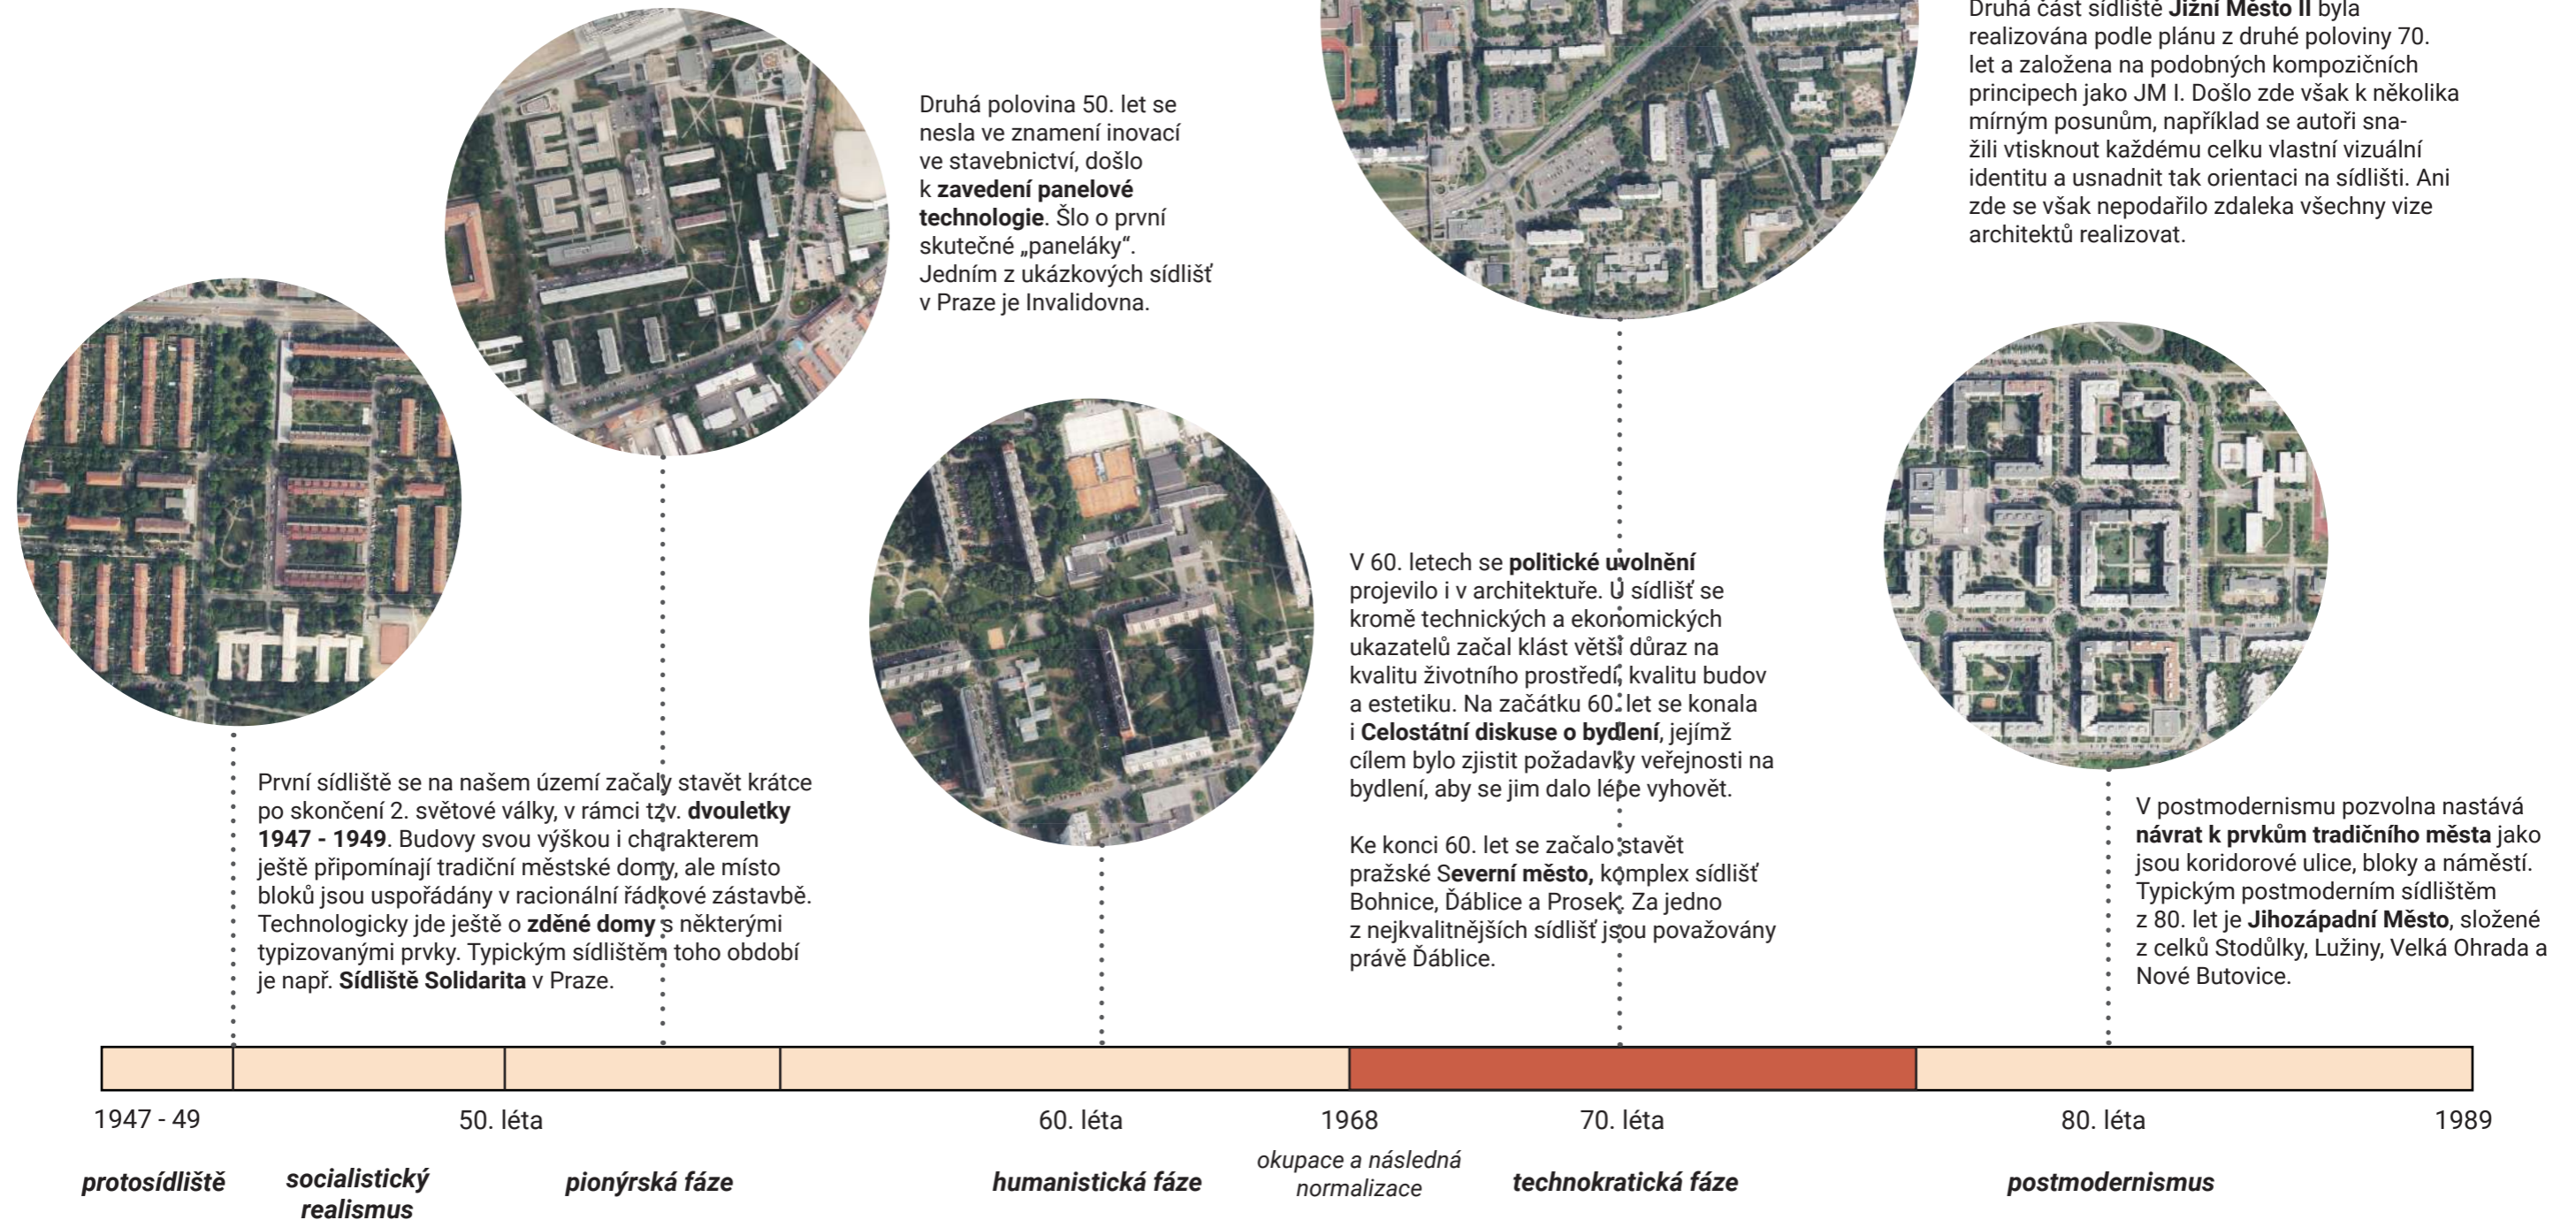 Druhá část sídliště Jižní Město II byla
realizována podle plánu z druhé poloviny 70.
let a založena na podobných kompozičních
principech jako JM I. Došlo zde však k několika
mírným posunům, například se autoři sna-
žili vtisknout každému celku vlastní vizuální
identitu a usnadnit tak orientaci na sídlišti. Ani
zde se však nepodařilo zdaleka všechny vize
architektů realizovat.
Druhá polovina 50. let se
nesla ve znamení inovací
ve stavebnictví, došlo
k zavedení panelové
technologie. Šlo o první
skutečné „paneláky“.
Jedním z ukázkových sídlišť
v Praze je Invalidovna.
V 60. letech se politické uvolnění
projevilo i v architektuře. U sídlišť se
kromě technických a ekonomických
ukazatelů začal klást větší důraz na
kvalitu životního prostředí, kvalitu budov
a estetiku. Na začátku 60. let se konala
i Celostátní diskuse o bydlení, jejímž
cílem bylo zjistit požadavky veřejnosti na
bydlení, aby se jim dalo lépe vyhovět.
Ke konci 60. let se začalo stavět
pražské Severní město, komplex sídlišť
Bohnice, Ďáblice a Prosek. Za jedno
z nejkvalitnějších sídlišť jsou považovány
právě Ďáblice.
První sídliště se na našem území začaly stavět krátce
po skončení 2. světové války, v rámci tzv. dvouletky
1947 - 1949. Budovy svou výškou i charakterem
ještě připomínají tradiční městské domy, ale místo
bloků jsou uspořádány v racionální řádkové zástavbě.
Technologicky jde ještě o zděné domy s některými
typizovanými prvky. Typickým sídlištěm toho období
je např. Sídliště Solidarita v Praze.
V postmodernismu pozvolna nastává
návrat k prvkům tradičního města jako
jsou koridorové ulice, bloky a náměstí.
Typickým postmoderním sídlištěm
z 80. let je Jihozápadní Město, složené
z celků Stodůlky, Lužiny, Velká Ohrada a
Nové Butovice.
1947 - 49
50. léta
60. léta
1968
70. léta
80. léta
1989
protosídliště
socialistický
realismus
pionýrská fáze
humanistická fáze
okupace a následná
normalizace
technokratická fáze
postmodernismus